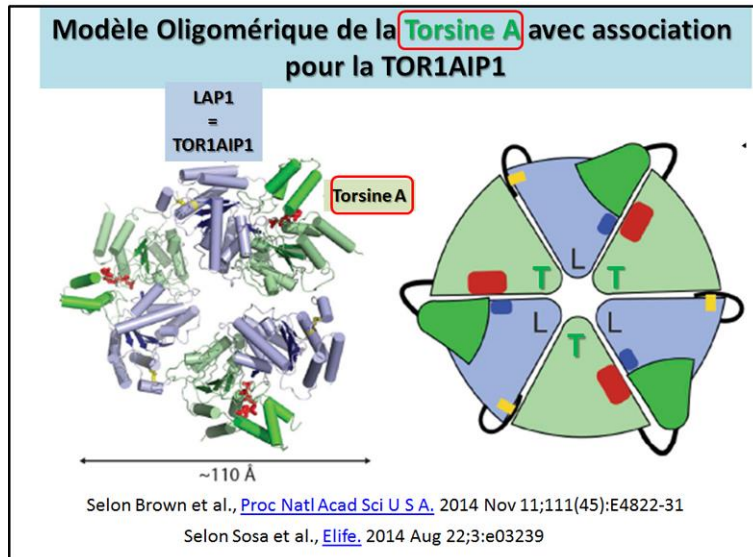 Modèle Oligomérique de la Torsine A avec association
pour la TOR1AIP1
LAP1
=
TOR1AIP1
Torsine A
L
T
T
L
L
T
~110 Å
Selon Brown et al., Proc Natl Acad Sci U S A. 2014 Nov 11;111(45):E4822-31
Selon Sosa et al., Elife. 2014 Aug 22;3:e03239